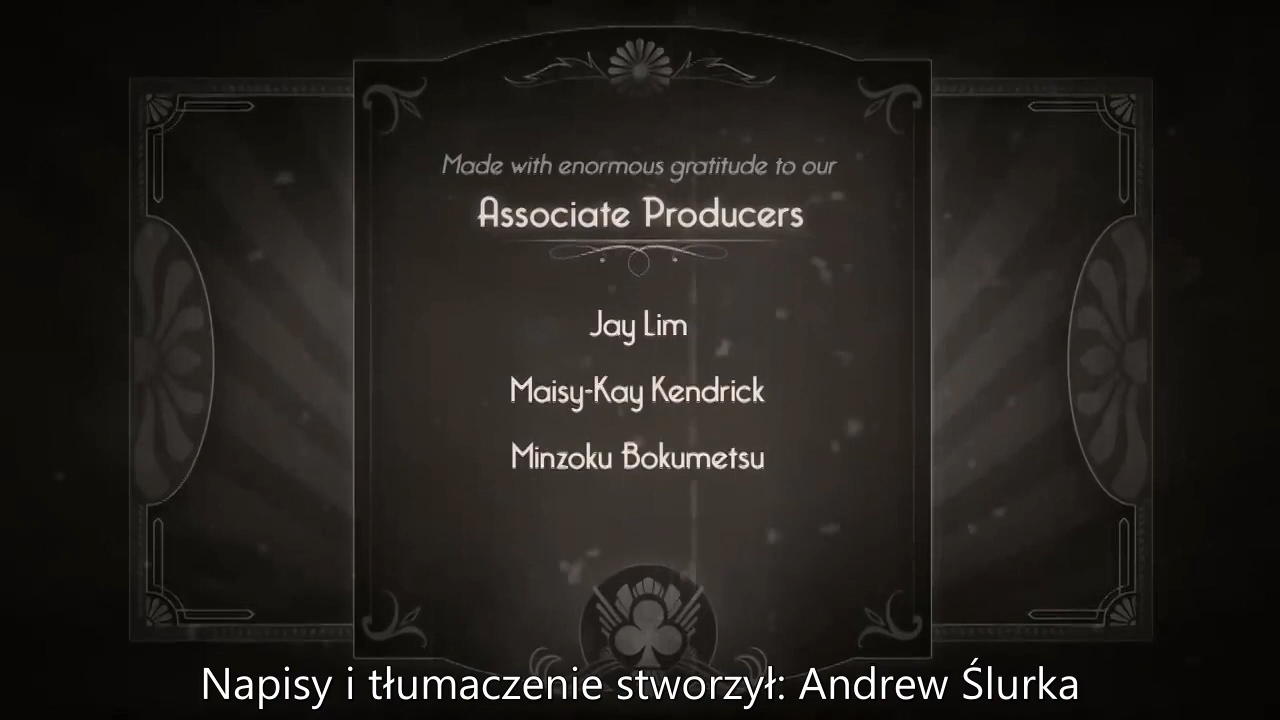 Made with enormous gratitude to our
Associate Producers
Jay Lim
Maisy-Kay Kendrick
Minzoku Bokumetsu
Napisy i tłumaczenie stworzył: Andrew Ślurka